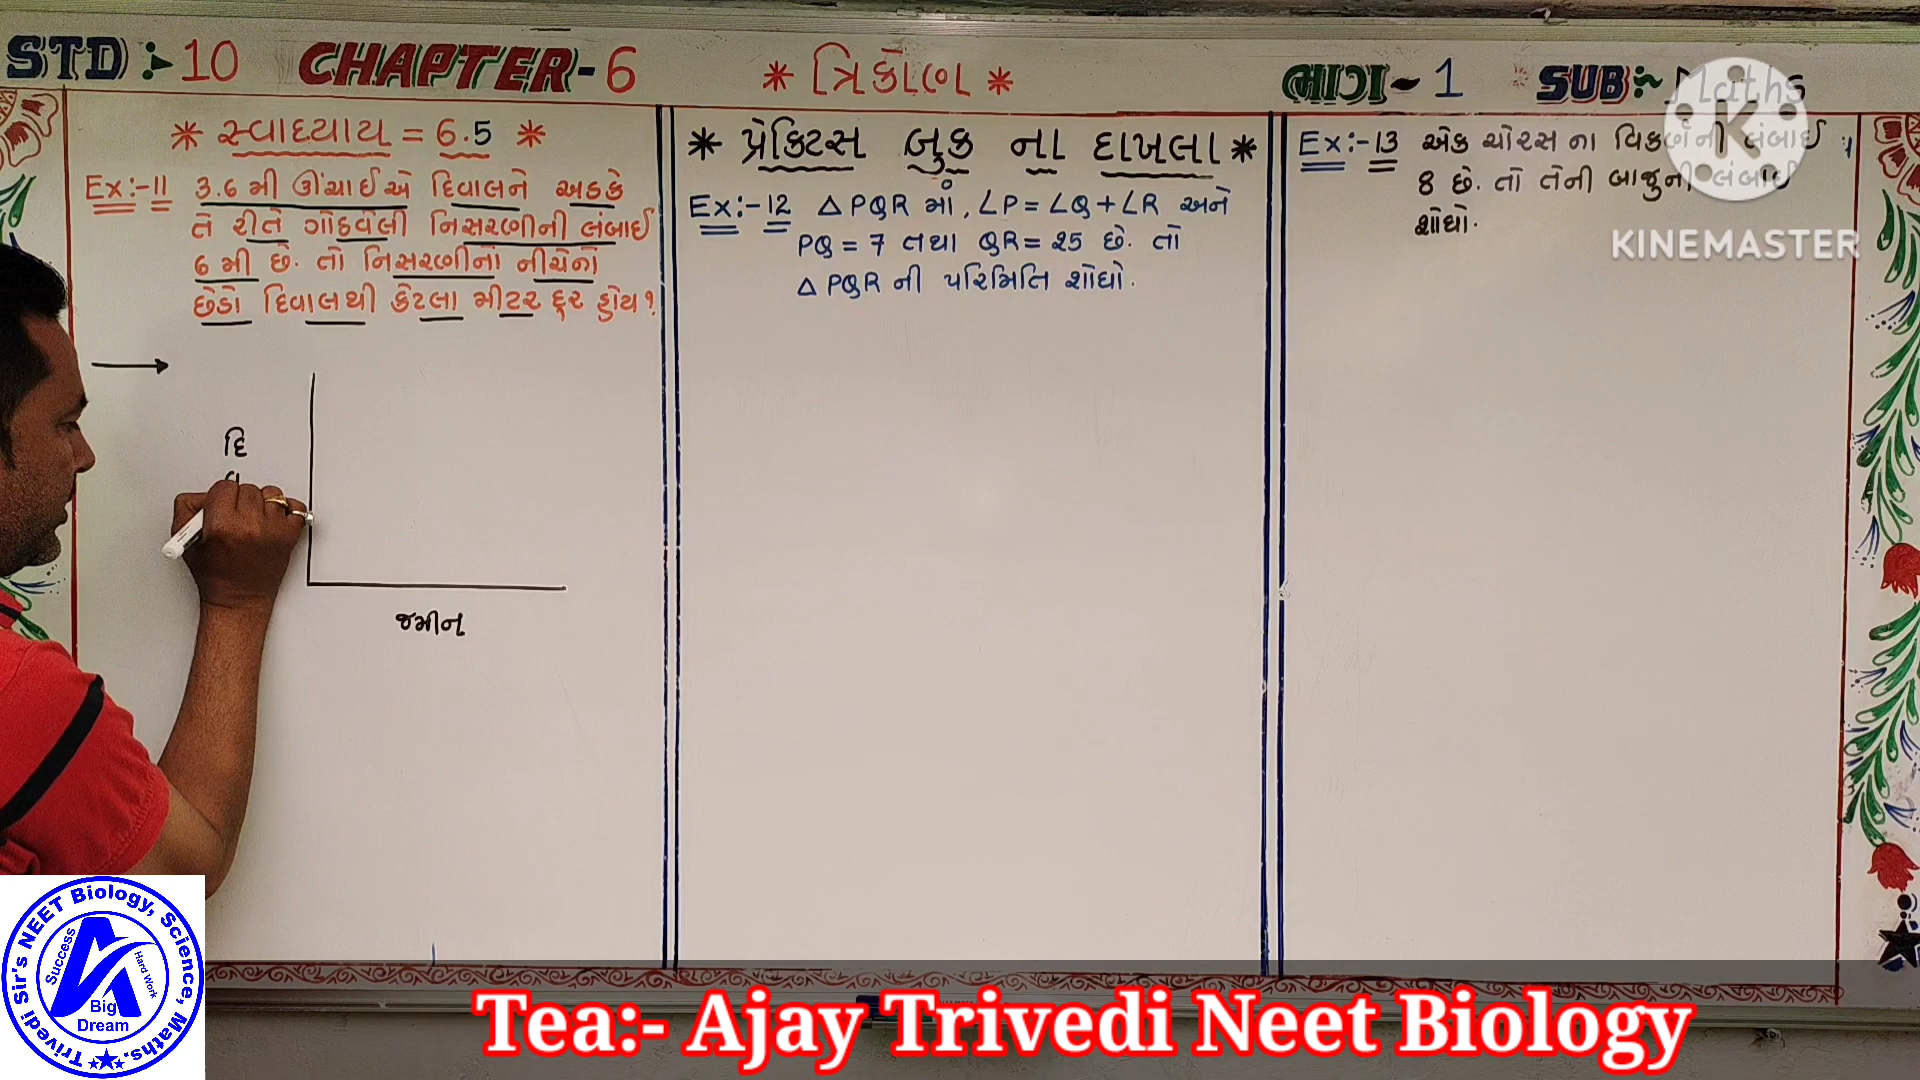 STD :- 10 CHAPTER - 6 * ત્રિકોણ * ભાગ ~ 1 SUB:~
* સ્વાધ્યાય = 6.5 *
Ex:-11 3.6 મી ઊંચાઈએ દિવાલને અડકે
તે રીતે ગોઠવેલી નિસરણીની લંબાઈ
6 મી છે. તો નિસરણીનો નીચેનો
છેડો દિવાલથી કેટલા મીટર દૂર હોય ?
દિ
જમીન
* પ્રેક્ટિસ બુક ના દાખલા *
Ex:-12 △ PQR માં, ∠P = ∠Q + ∠R અને
PQ = 7 તથા QR = 25 છે. તો
△ PQR ની પરિમિતિ શોધો.
Ex:-13 એક ચોરસ ના વિકર્ણની લંબાઈ
8 છે. તો તેની બાજુની લંબાઈ
શોધો.
K
KINEMASTER
Trivedi Sir's NEET Biology, Science, Maths.
Success
Hard Work
Big
Dream
Tea:- Ajay Trivedi Neet Biology